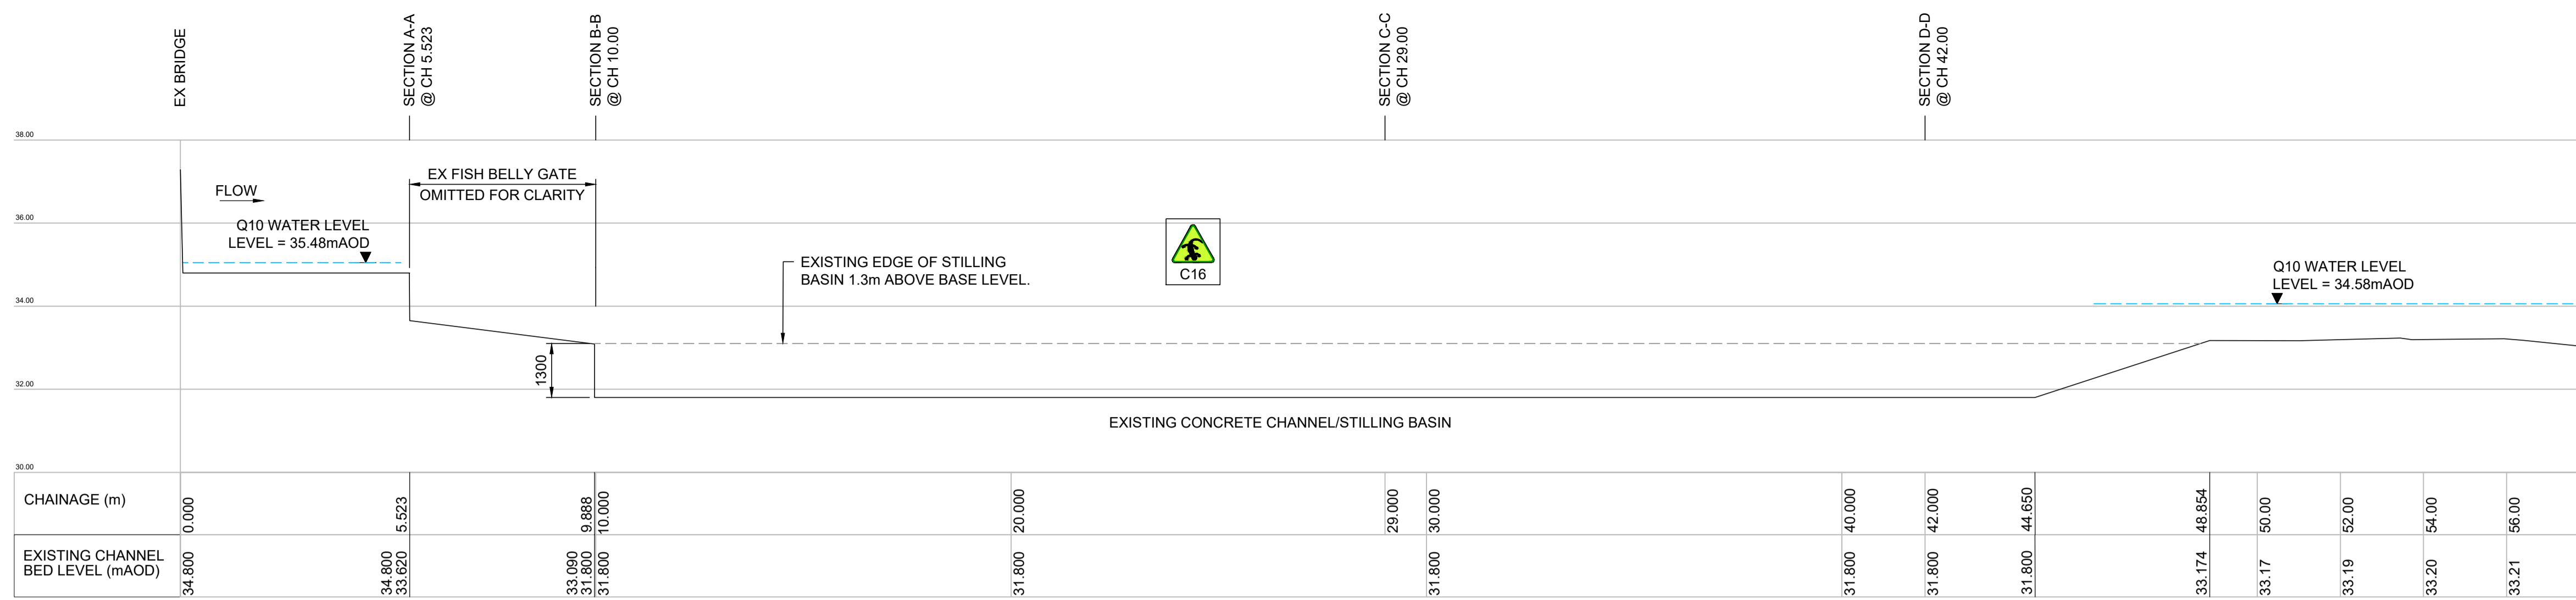 EX BRIDGE
SECTION A-A
@ CH 5.523
SECTION B-B
@ CH 10.00
SECTION C-C
@ CH 29.00
SECTION D-D
@ CH 42.00
38.00
EX FISH BELLY GATE
OMITTED FOR CLARITY
FLOW
36.00
Q10 WATER LEVEL
LEVEL = 35.48mAOD
EXISTING EDGE OF STILLING
BASIN 1.3m ABOVE BASE LEVEL.
C16
Q10 WATER LEVEL
LEVEL = 34.58mAOD
34.00
1300
32.00
EXISTING CONCRETE CHANNEL/STILLING BASIN
30.00
CHAINAGE (m)
0.000
5.523
9.888
10.000
20.000
29.000
30.000
40.000
42.000
44.650
48.854
50.00
52.00
54.00
56.00
EXISTING CHANNEL
BED LEVEL (mAOD)
34.800
34.800
33.620
33.090
31.800
31.800
31.800
31.800
31.800
31.800
31.800
33.174
33.17
33.19
33.20
33.21